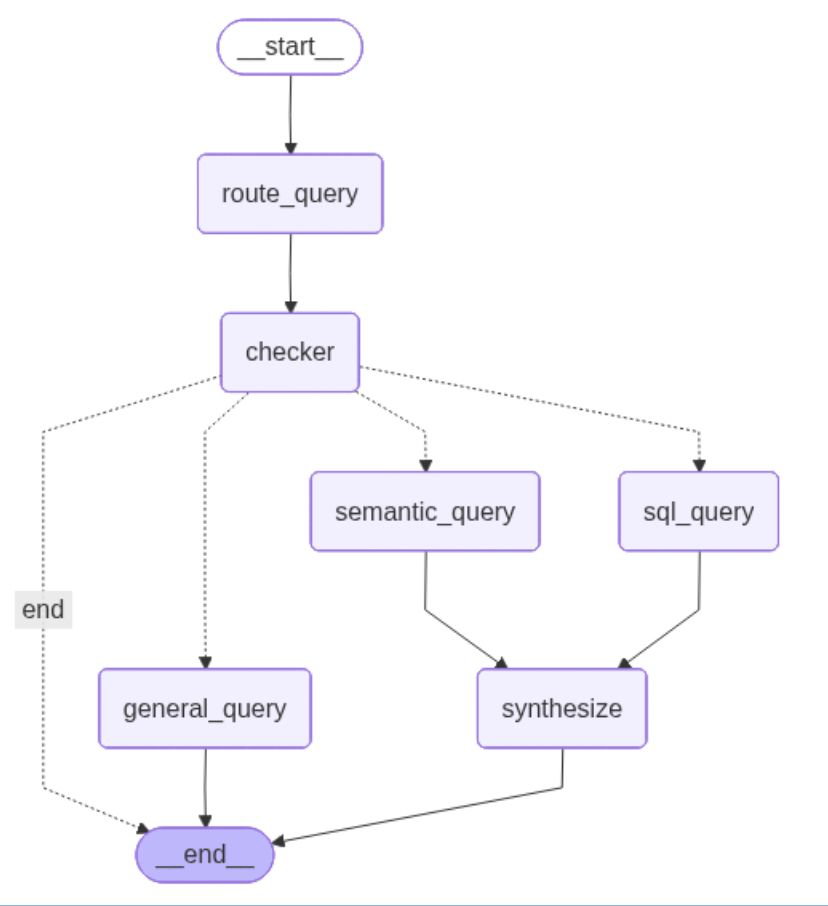 __start__
route_query
checker
semantic_query
sql_query
end
general_query
synthesize
__end__